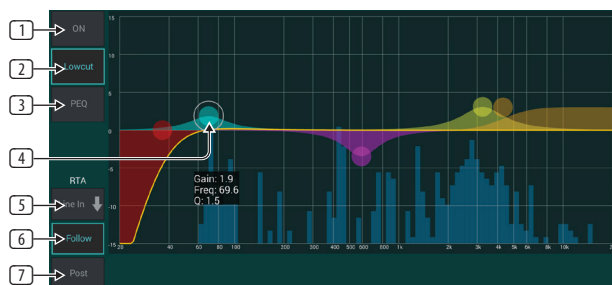 1 ON
2 Lowcut
3 PEQ
4
15
10
5
0
-5
-10
-15
Gain: 1.9
Freq: 69.6
Q: 1.5
RTA
5 ine In
6 Follow
7 Post
20 40 60 80 100 200 300 400 500 600 800 1k 2k 3k 4k 5k 6k 8k 10k